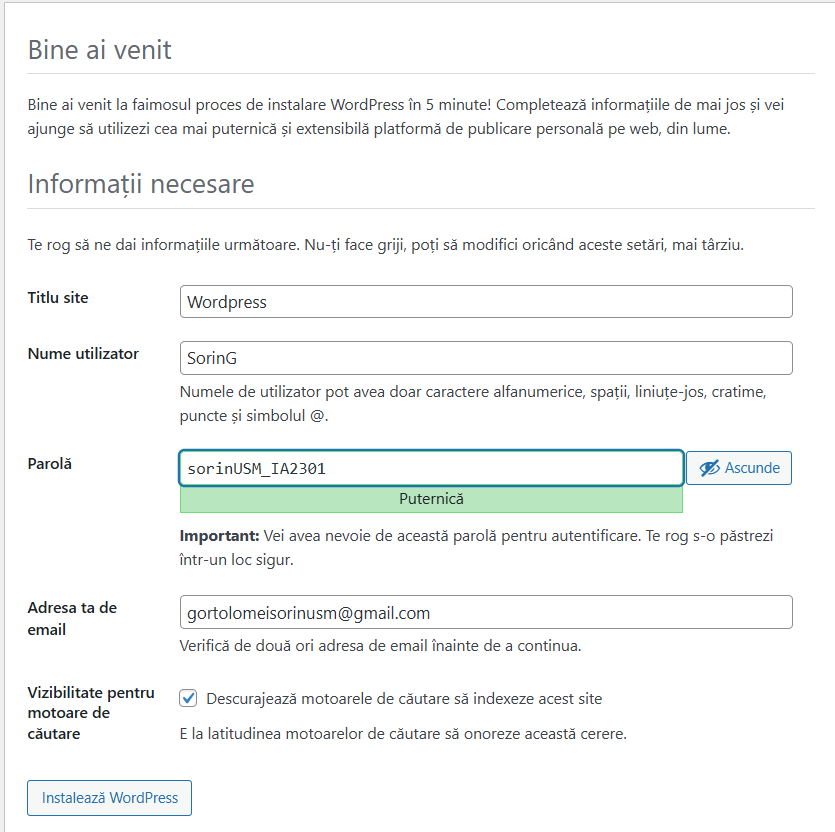 Bine ai venit
Bine ai venit la faimosul proces de instalare WordPress în 5 minute! Completează informațiile de mai jos și vei
ajunge să utilizezi cea mai puternică și extensibilă platformă de publicare personală pe web, din lume.
Informații necesare
Te rog să ne dai informațiile următoare. Nu-ți face griji, poți să modifici oricând aceste setări, mai târziu.
Titlu site
Wordpress
Nume utilizator
SorinG
Numele de utilizator pot avea doar caractere alfanumerice, spații, liniuțe-jos, cratime,
puncte și simbolul @.
Parolă
sorinUSM_IA2301
Ascunde
Puternică
Important: Vei avea nevoie de această parolă pentru autentificare. Te rog s-o păstrezi
într-un loc sigur.
Adresa ta de
email
gortolomeisorinusm@gmail.com
Verifică de două ori adresa de email înainte de a continua.
Vizibilitate pentru
motoare de
căutare
Descurajează motoarele de căutare să indexeze acest site
E la latitudinea motoarelor de căutare să onoreze această cerere.
Instalează WordPress